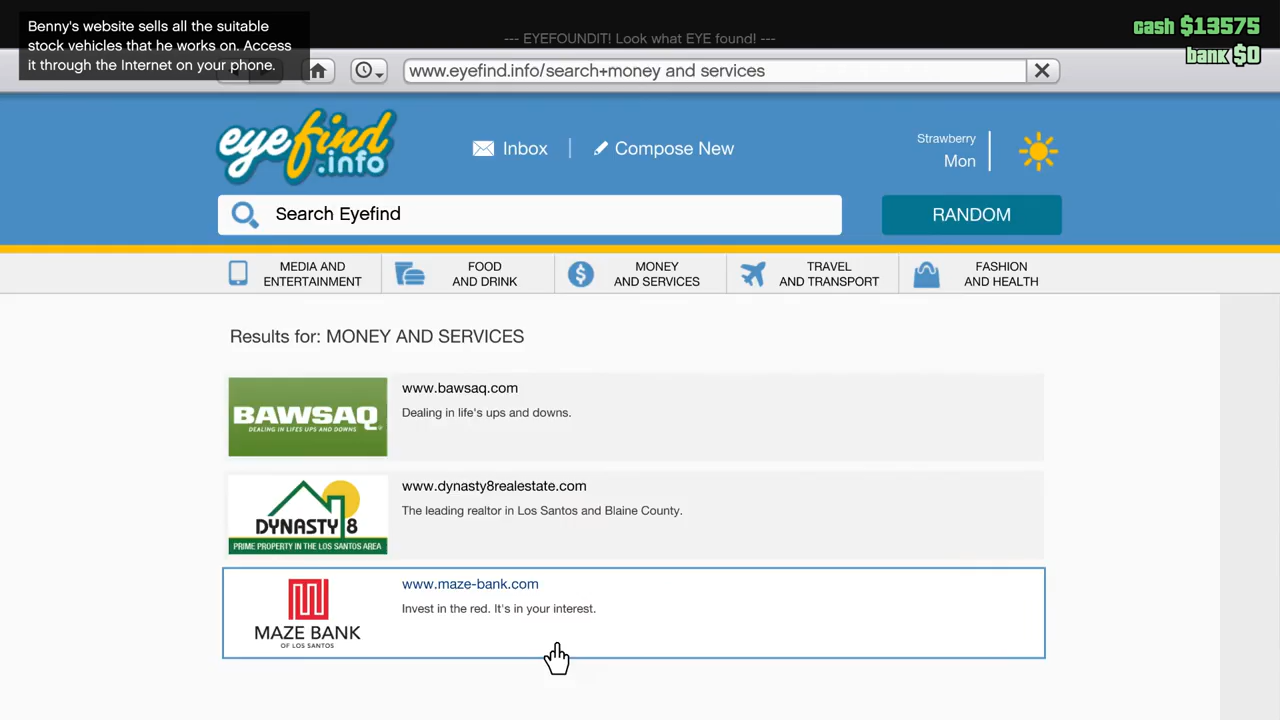 Benny's website sells all the suitable
stock vehicles that he works on. Access
it through the Internet on your phone.
--- EYEFOUNDIT! Look what EYE found! ---
cash $13575
bank $0
www.eyefind.info/search+money and services
eyefind
.info
Inbox
Compose New
Strawberry
Mon
Search Eyefind
RANDOM
MEDIA AND
ENTERTAINMENT
FOOD
AND DRINK
MONEY
AND SERVICES
TRAVEL
AND TRANSPORT
FASHION
AND HEALTH
Results for: MONEY AND SERVICES
BAWSAQ
DEALING IN LIFES UPS AND DOWNS
www.bawsaq.com
Dealing in life's ups and downs.
DYNASTY 8
PRIME PROPERTY IN THE LOS SANTOS AREA
www.dynasty8realestate.com
The leading realtor in Los Santos and Blaine County.
MAZE BANK
OF LOS SANTOS
www.maze-bank.com
Invest in the red. It's in your interest.